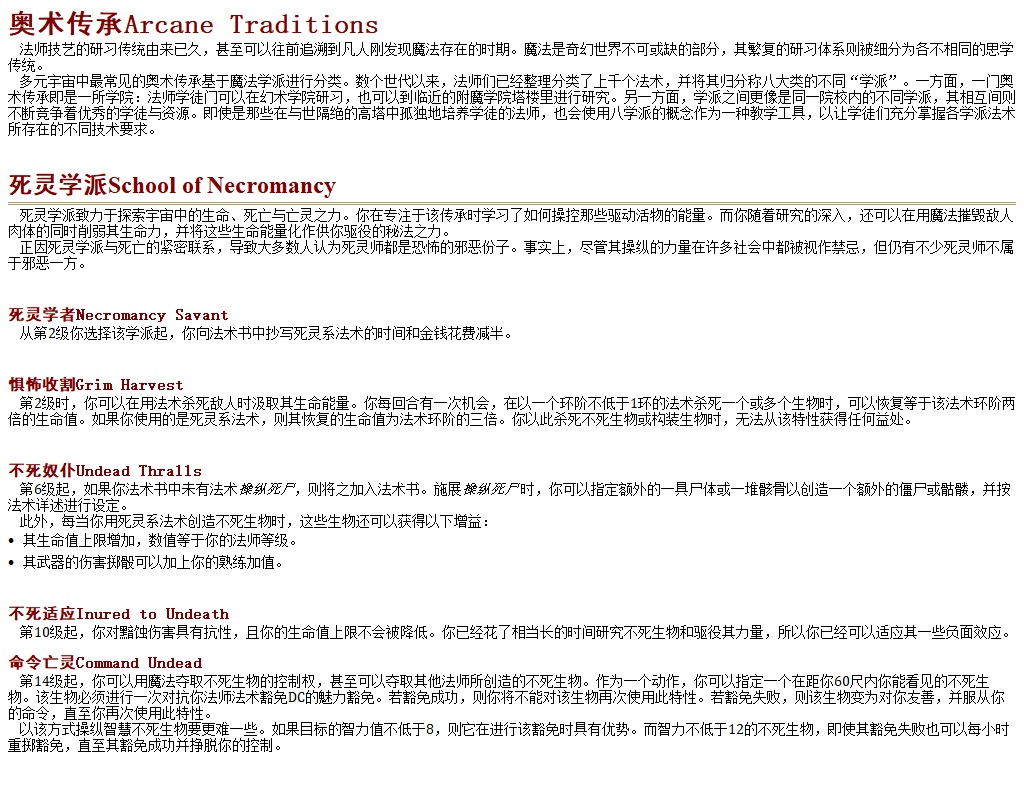 奥术传承Arcane Traditions
法师技艺的研习传统由来已久，甚至可以往前追溯到凡人刚发现魔法存在的时期。魔法是奇幻世界不可或缺的部分，其繁复的研习体系则被细分为各不相同的思学
传统。
多元宇宙中最常见的奥术传承基于魔法学派进行分类。数个世代以来，法师们已经整理分类了上千个法术，并将其归分称八大类的不同“学派”。一方面，一门奥
术传承即是一所学院：法师学徒门可以在幻术学院研习，也可以到临近的附魔学院塔楼里进行研究。另一方面，学派之间更像是同一院校内的不同学派，其相互间则
不断竞争着优秀的学徒与资源。即使是那些在与世隔绝的高塔中孤独地培养学徒的法师，也会使用八学派的概念作为一种教学工具，以让学徒们充分掌握各学派法术
所存在的不同技术要求。
死灵学派School of Necromancy
死灵学派致力于探索宇宙中的生命、死亡与亡灵之力。你在专注于该传承时学习了如何操控那些驱动活物的能量。而你随着研究的深入，还可以在用魔法摧毁敌人
肉体的同时削弱其生命力，并将这些生命能量化作供你驱役的秘法之力。
正因死灵学派与死亡的紧密联系，导致大多数人认为死灵师都是恐怖的邪恶份子。事实上，尽管其操纵的力量在许多社会中都被视作禁忌，但仍有不少死灵师不属
于邪恶一方。
死灵学者Necromancy Savant
从第2级你选择该学派起，你向法术书中抄写死灵系法术的时间和金钱花费减半。
惧怖收割Grim Harvest
第2级时，你可以在用法术杀死敌人时汲取其生命能量。你每回合有一次机会，在以一个环阶不低于1环的法术杀死一个或多个生物时，可以恢复等于该法术环阶两
倍的生命值。如果你使用的是死灵系法术，则其恢复的生命值为法术环阶的三倍。你以此杀死不死生物或构装生物时，无法从该特性获得任何益处。
不死奴仆Undead Thralls
第6级起，如果你法术书中未有法术操纵死尸，则将之加入法术书。施展操纵死尸时，你可以指定额外的一具尸体或一堆骸骨以创造一个额外的僵尸或骷髅，并按
法术详述进行设定。
此外，每当你用死灵系法术创造不死生物时，这些生物还可以获得以下增益：
• 其生命值上限增加，数值等于你的法师等级。
• 其武器的伤害掷骰可以加上你的熟练加值。
不死适应Inured to Undeath
第10级起，你对黯蚀伤害具有抗性，且你的生命值上限不会被降低。你已经花了相当长的时间研究不死生物和驱役其力量，所以你已经可以适应其一些负面效应。
命令亡灵Command Undead
第14级起，你可以用魔法夺取不死生物的控制权，甚至可以夺取其他法师所创造的不死生物。作为一个动作，你可以指定一个在距你60尺内你能看见的不死生
物。该生物必须进行一次对抗你法师法术豁免DC的魅力豁免。若豁免成功，则你将不能对该生物再次使用此特性。若豁免失败，则该生物变为对你友善，并服从你
的命令，直至你再次使用此特性。
以该方式操纵智慧不死生物要更难一些。如果目标的智力值不低于8，则它在进行该豁免时具有优势。而智力不低于12的不死生物，即使其豁免失败也可以每小时
重掷豁免，直至其豁免成功并挣脱你的控制。